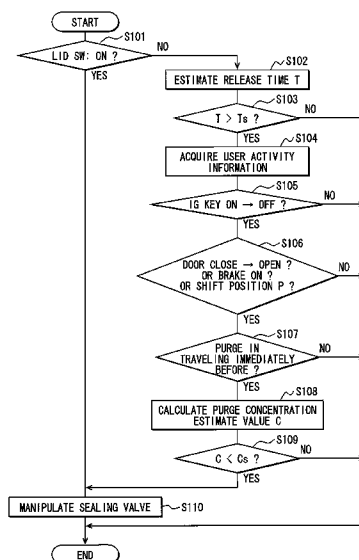 START
S101
LID SW: ON ?
NO
YES
S102
ESTIMATE RELEASE TIME T
S103
T > Ts ?
NO
YES
S104
ACQUIRE USER ACTIVITY
INFORMATION
S105
IG KEY ON → OFF ?
NO
YES
S106
DOOR CLOSE → OPEN ?
OR BRAKE ON ?
OR SHIFT POSITION P ?
NO
YES
S107
PURGE IN
TRAVELING IMMEDIATELY
BEFORE ?
NO
YES
S108
CALCULATE PURGE CONCENTRATION
ESTIMATE VALUE C
S109
C < Cs ?
NO
YES
MANIPULATE SEALING VALVE
S110
END